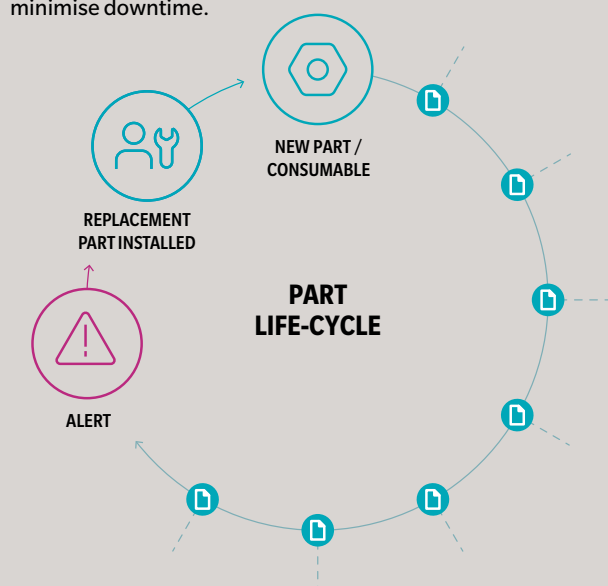 minimise downtime.
NEW PART /
CONSUMABLE
REPLACEMENT
PART INSTALLED
PART
LIFE-CYCLE
ALERT